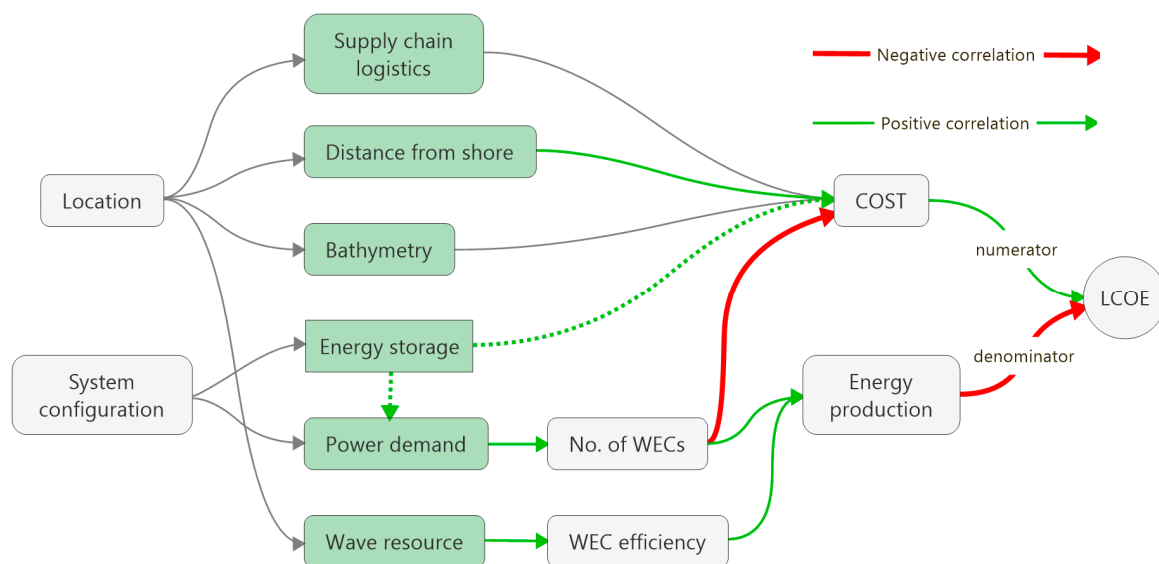 Supply chain
logistics
Negative correlation
Positive correlation
Distance from shore
Location
COST
Bathymetry
numerator
LCOE
Energy storage
denominator
System
configuration
Energy
production
Power demand
No. of WECs
Wave resource
WEC efficiency